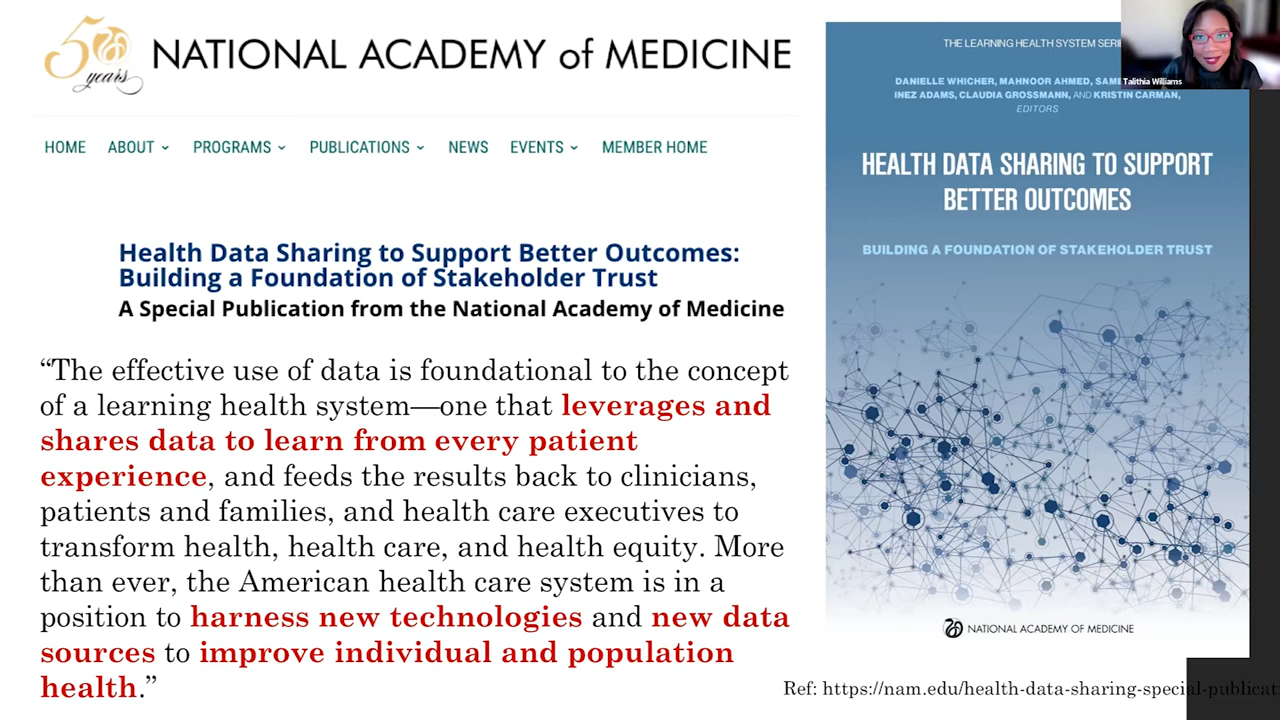 50
years
NATIONAL ACADEMY of MEDICINE
HOME ABOUT PROGRAMS PUBLICATIONS NEWS EVENTS MEMBER HOME
Health Data Sharing to Support Better Outcomes:
Building a Foundation of Stakeholder Trust
A Special Publication from the National Academy of Medicine
“The effective use of data is foundational to the concept
of a learning health system—one that leverages and
shares data to learn from every patient
experience, and feeds the results back to clinicians,
patients and families, and health care executives to
transform health, health care, and health equity. More
than ever, the American health care system is in a
position to harness new technologies and new data
sources to improve individual and population
health.”
THE LEARNING HEALTH SYSTEM
DANIELLE WHICHER, MAHNOOR AHMED,
INEZ ADAMS, CLAUDIA GROSSMANN, AND KRISTIN CARMAN,
EDITORS
HEALTH DATA SHARING TO SUPPORT
BETTER OUTCOMES
BUILDING A FOUNDATION OF STAKEHOLDER TRUST
NATIONAL ACADEMY OF MEDICINE
Talithia Williams
Ref: https://nam.edu/health-data-sharing-special-publicat